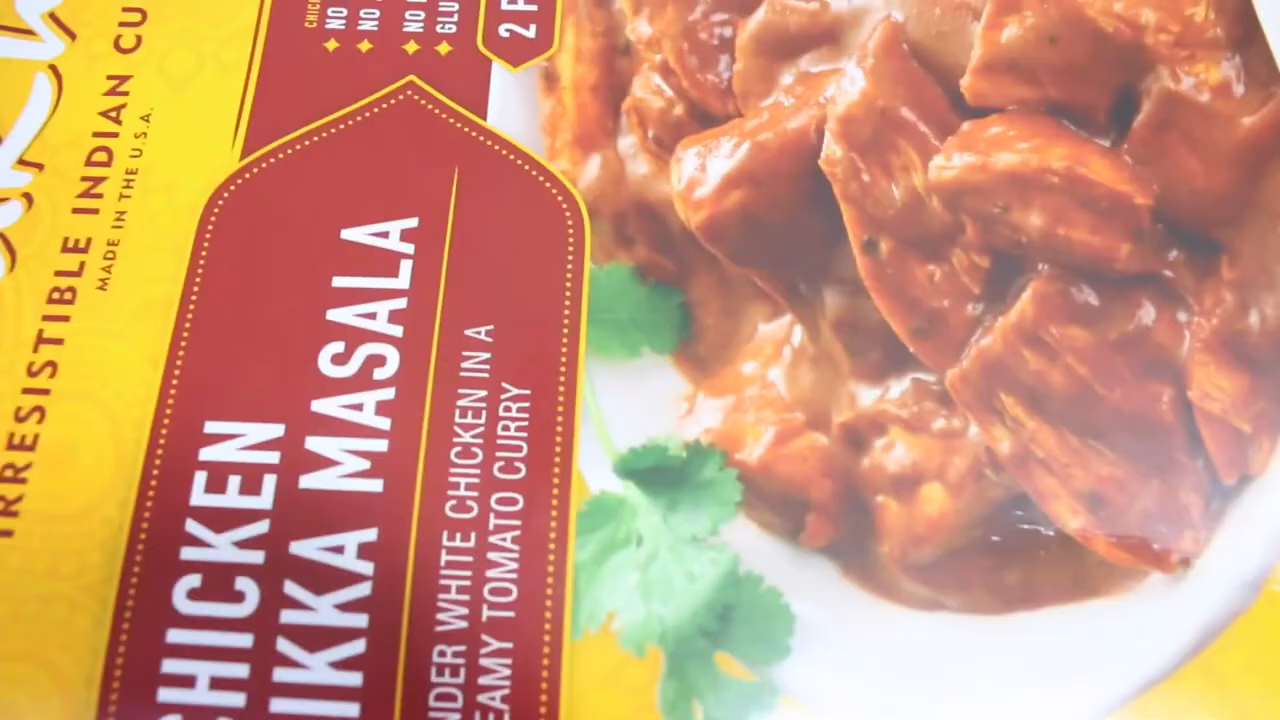 IRRESISTIBLE INDIAN CU
MADE IN THE U.S.A.
NO
NO
NO
GLU
2 P
CHICKEN
IKKA MASALA
NDER WHITE CHICKEN IN A
EAMY TOMATO CURRY